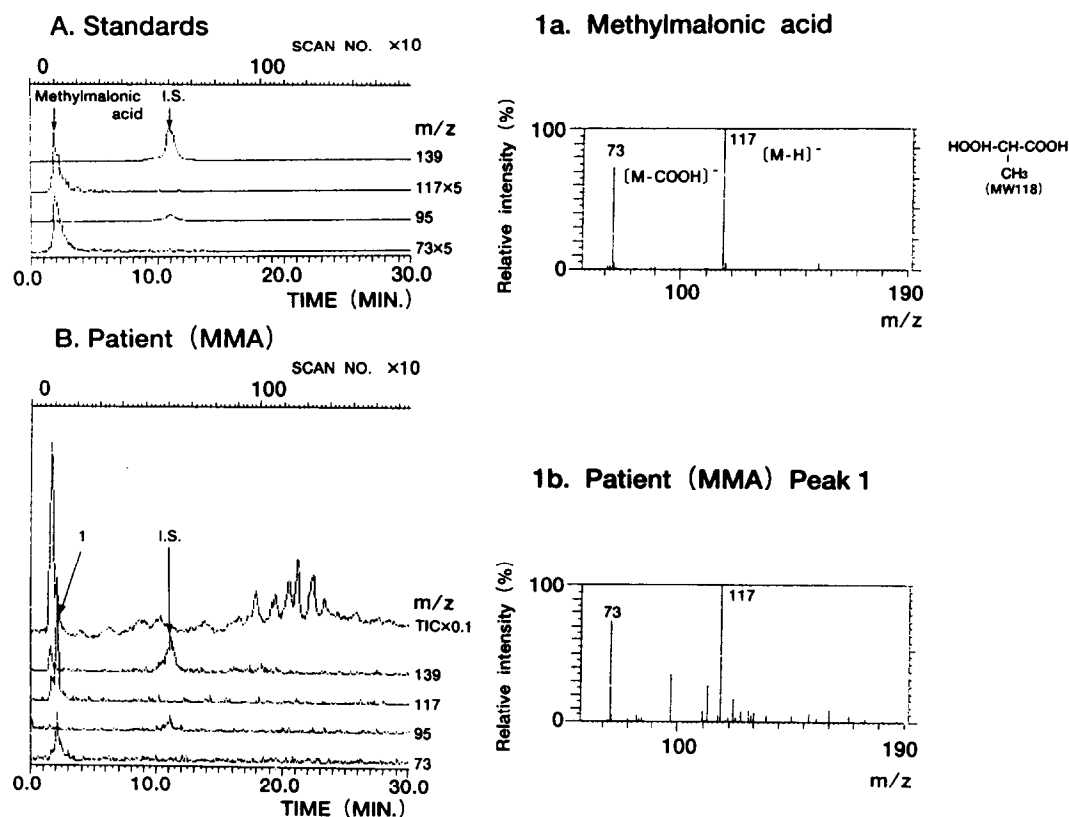 A. Standards
SCAN NO. ×10
0 100
Methylmalonic acid
I.S.
m/z
139
117×5
95
73×5
0.0 10.0 20.0 30.0
TIME (MIN.)
B. Patient (MMA)
SCAN NO. ×10
0 100
1
I.S.
m/z
TIC×0.1
139
117
95
73
0.0 10.0 20.0 30.0
TIME (MIN.)
1a. Methylmalonic acid
Relative intensity (%)
100
0
73
[M-COOH]⁻
117
[M-H]⁻
100 190
m/z
HOOH-CH-COOH
CH₃
(MW118)
1b. Patient (MMA) Peak 1
Relative intensity (%)
100
0
73
117
100 190
m/z